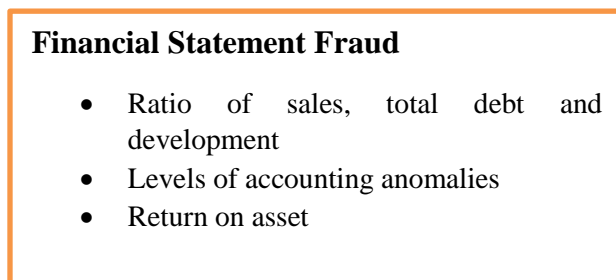 Financial Statement Fraud
• Ratio of sales, total debt and
development
• Levels of accounting anomalies
• Return on asset